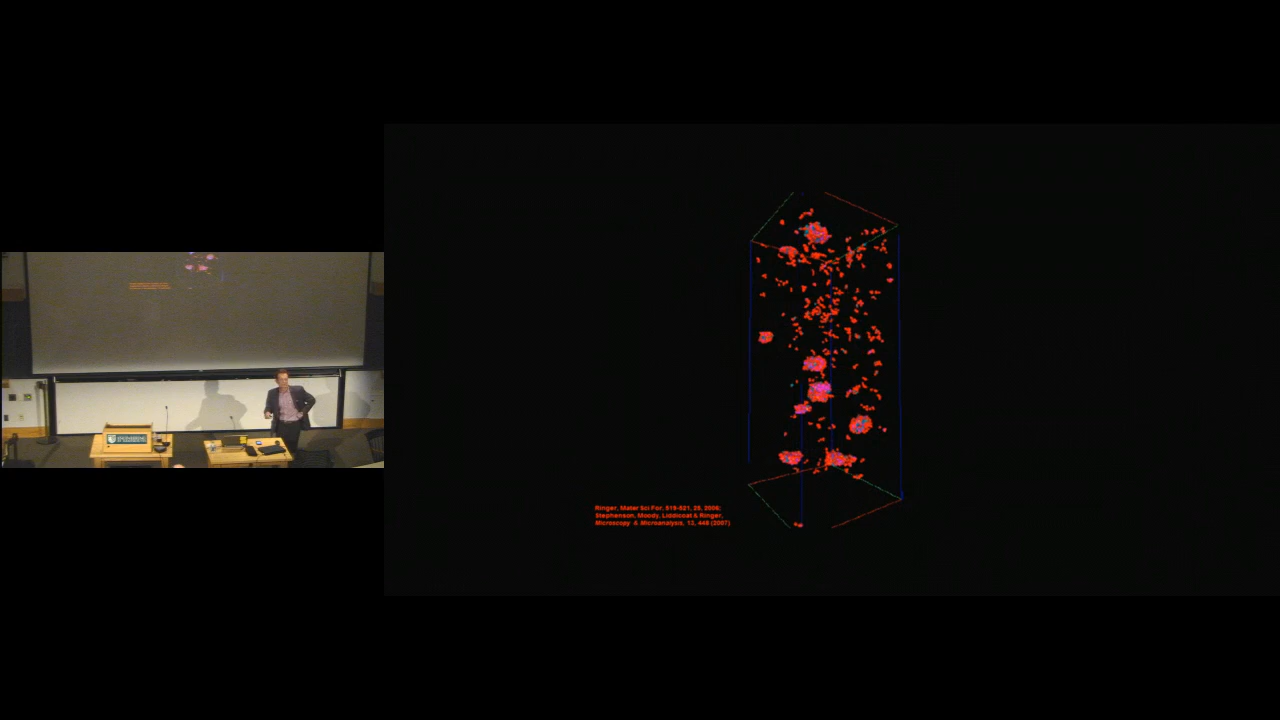 Ringer, Mater Sci For, 519-521, 25, 2006;
Stephenson, Moody, Liddicoat & Ringer,
Microscopy & Microanalysis, 13, 448 (2007)